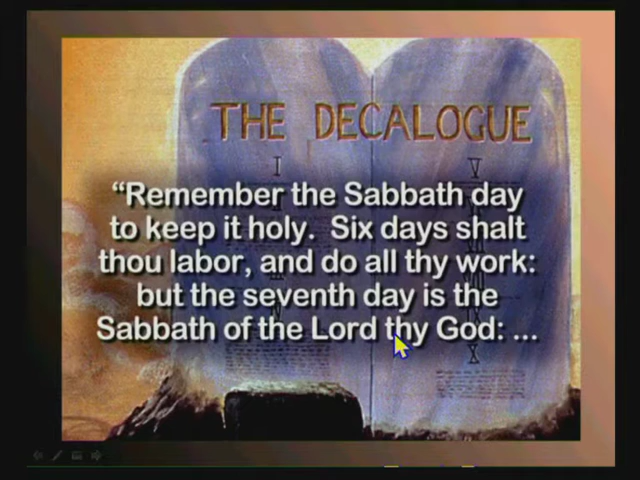 THE DECALOGUE
I
V
“Remember the Sabbath day
to keep it holy. Six days shalt
thou labor, and do all thy work:
but the seventh day is the
Sabbath of the Lord thy God: ...
X